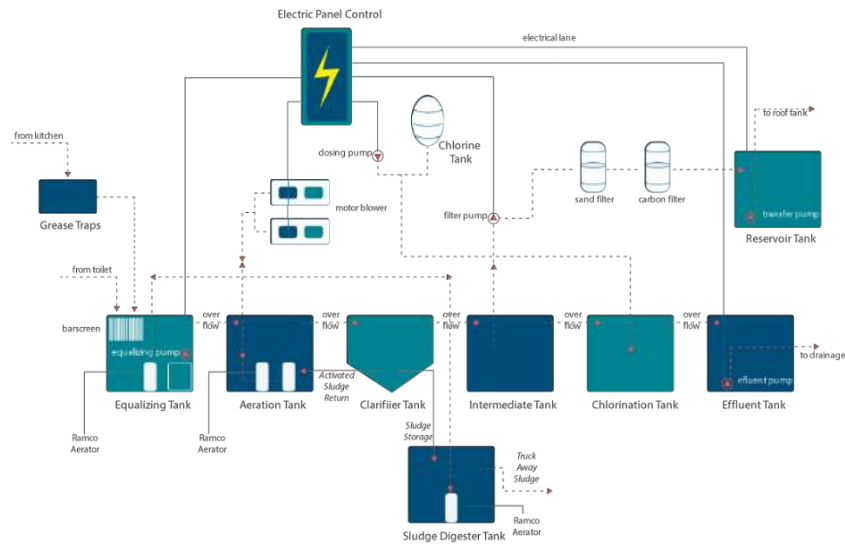 Electric Panel Control
electrical lane
to roof tank
from kitchen
dosing pump
Chlorine
Tank
Grease Traps
motor blower
filter pump
sand filter
carbon filter
transfer pump
Reservoir Tank
from toilet
barscreen
equalizing pump
over
flow
over
flow
over
flow
over
flow
over
flow
to drainage
effluent pump
Equalizing Tank
Aeration Tank
Activated
Sludge
Return
Clarifiier Tank
Intermediate Tank
Chlorination Tank
Effluent Tank
Ramco
Aerator
Ramco
Aerator
Sludge
Storage
Truck
Away
Sludge
Ramco
Aerator
Sludge Digester Tank